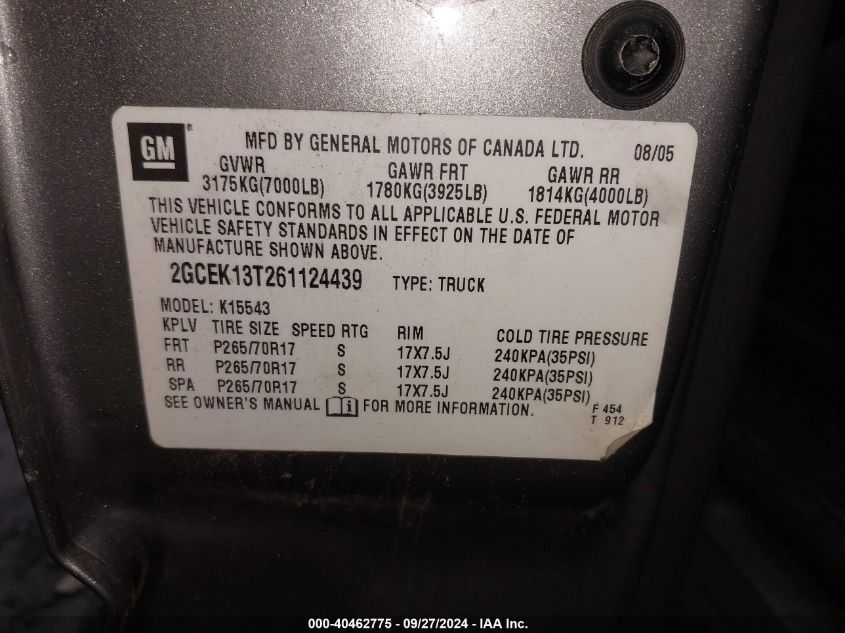 GM ® MFD BY GENERAL MOTORS OF CANADA LTD. 08/05
GVWR GAWR FRT GAWR RR
3175KG(7000LB) 1780KG(3925LB) 1814KG(4000LB)
THIS VEHICLE CONFORMS TO ALL APPLICABLE U.S. FEDERAL MOTOR
VEHICLE SAFETY STANDARDS IN EFFECT ON THE DATE OF
MANUFACTURE SHOWN ABOVE.
2GCEK13T261124439 TYPE: TRUCK
MODEL: K15543
KPLV TIRE SIZE SPEED RTG RIM COLD TIRE PRESSURE
FRT P265/70R17 S 17X7.5J 240KPA(35PSI)
RR P265/70R17 S 17X7.5J 240KPA(35PSI)
SPA P265/70R17 S 17X7.5J 240KPA(35PSI)
SEE OWNER'S MANUAL FOR MORE INFORMATION.
F 454
T 912
000-40462775 - 09/27/2024 - IAA Inc.